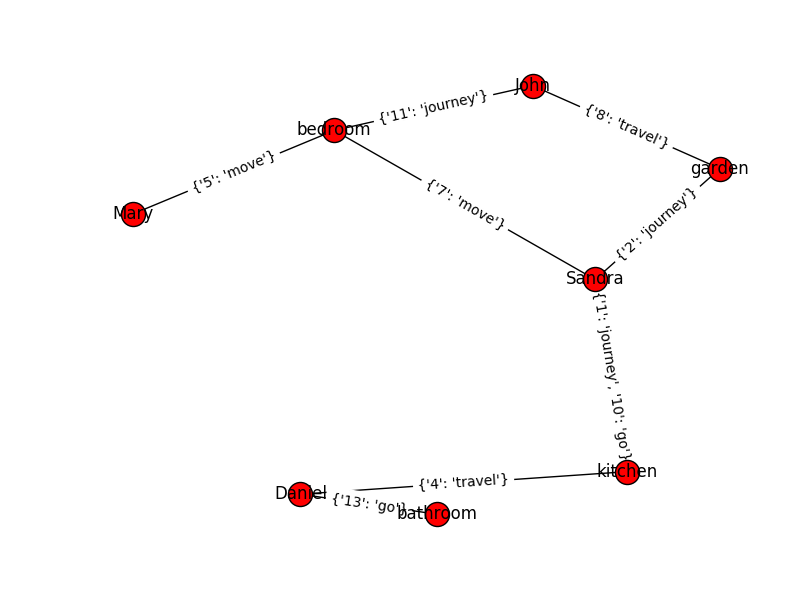 John
{'11': 'journey'}
{'8': 'travel'}
bedroom
garden
{'5': 'move'}
{'7': 'move'}
Mary
{'2': 'journey'}
Sandra
{'1': 'journey', '10': 'go'}
kitchen
{'4': 'travel'}
Daniel
{'13': 'go'}
bathroom